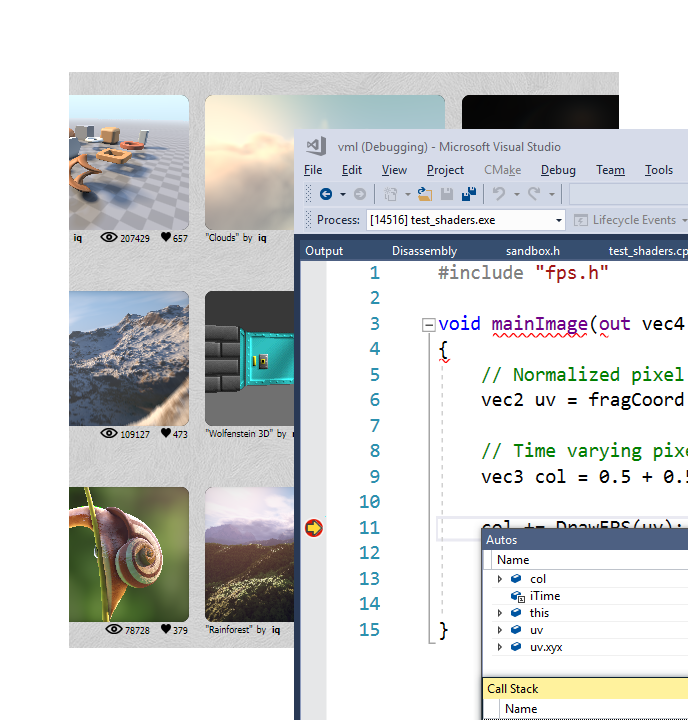 iq 207429 657
"Clouds" by iq
109127 473
"Wolfenstein 3D" by
78728 379
"Rainforest" by iq
vml (Debugging) - Microsoft Visual Studio
File Edit View Project CMake Debug Team Tools
Process: [14516] test_shaders.exe Lifecycle Events
Output Disassembly sandbox.h test_shaders.cp
1 #include "fps.h"
2
3 void mainImage(out vec4
4 {
5 // Normalized pixel
6 vec2 uv = fragCoord
7
8 // Time varying pixe
9 vec3 col = 0.5 + 0.5
10
11 col += DrawFPS(uv);
12
13
14
15 }
Autos
Name
col
iTime
this
uv
uv.xyx
Call Stack
Name